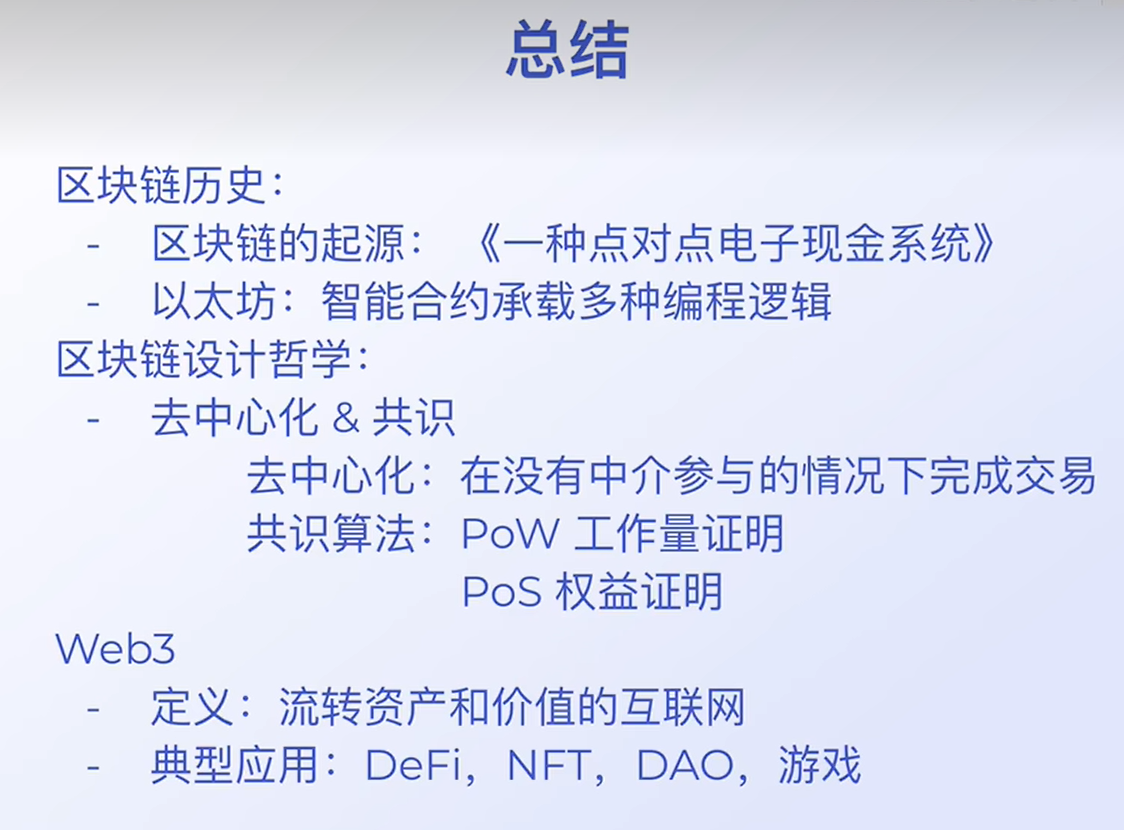 总结
区块链历史：
- 区块链的起源：《一种点对点电子现金系统》
- 以太坊：智能合约承载多种编程逻辑
区块链设计哲学：
- 去中心化 & 共识
去中心化：在没有中介参与的情况下完成交易
共识算法：PoW 工作量证明
PoS 权益证明
Web3
- 定义：流转资产和价值的互联网
- 典型应用：DeFi，NFT，DAO，游戏